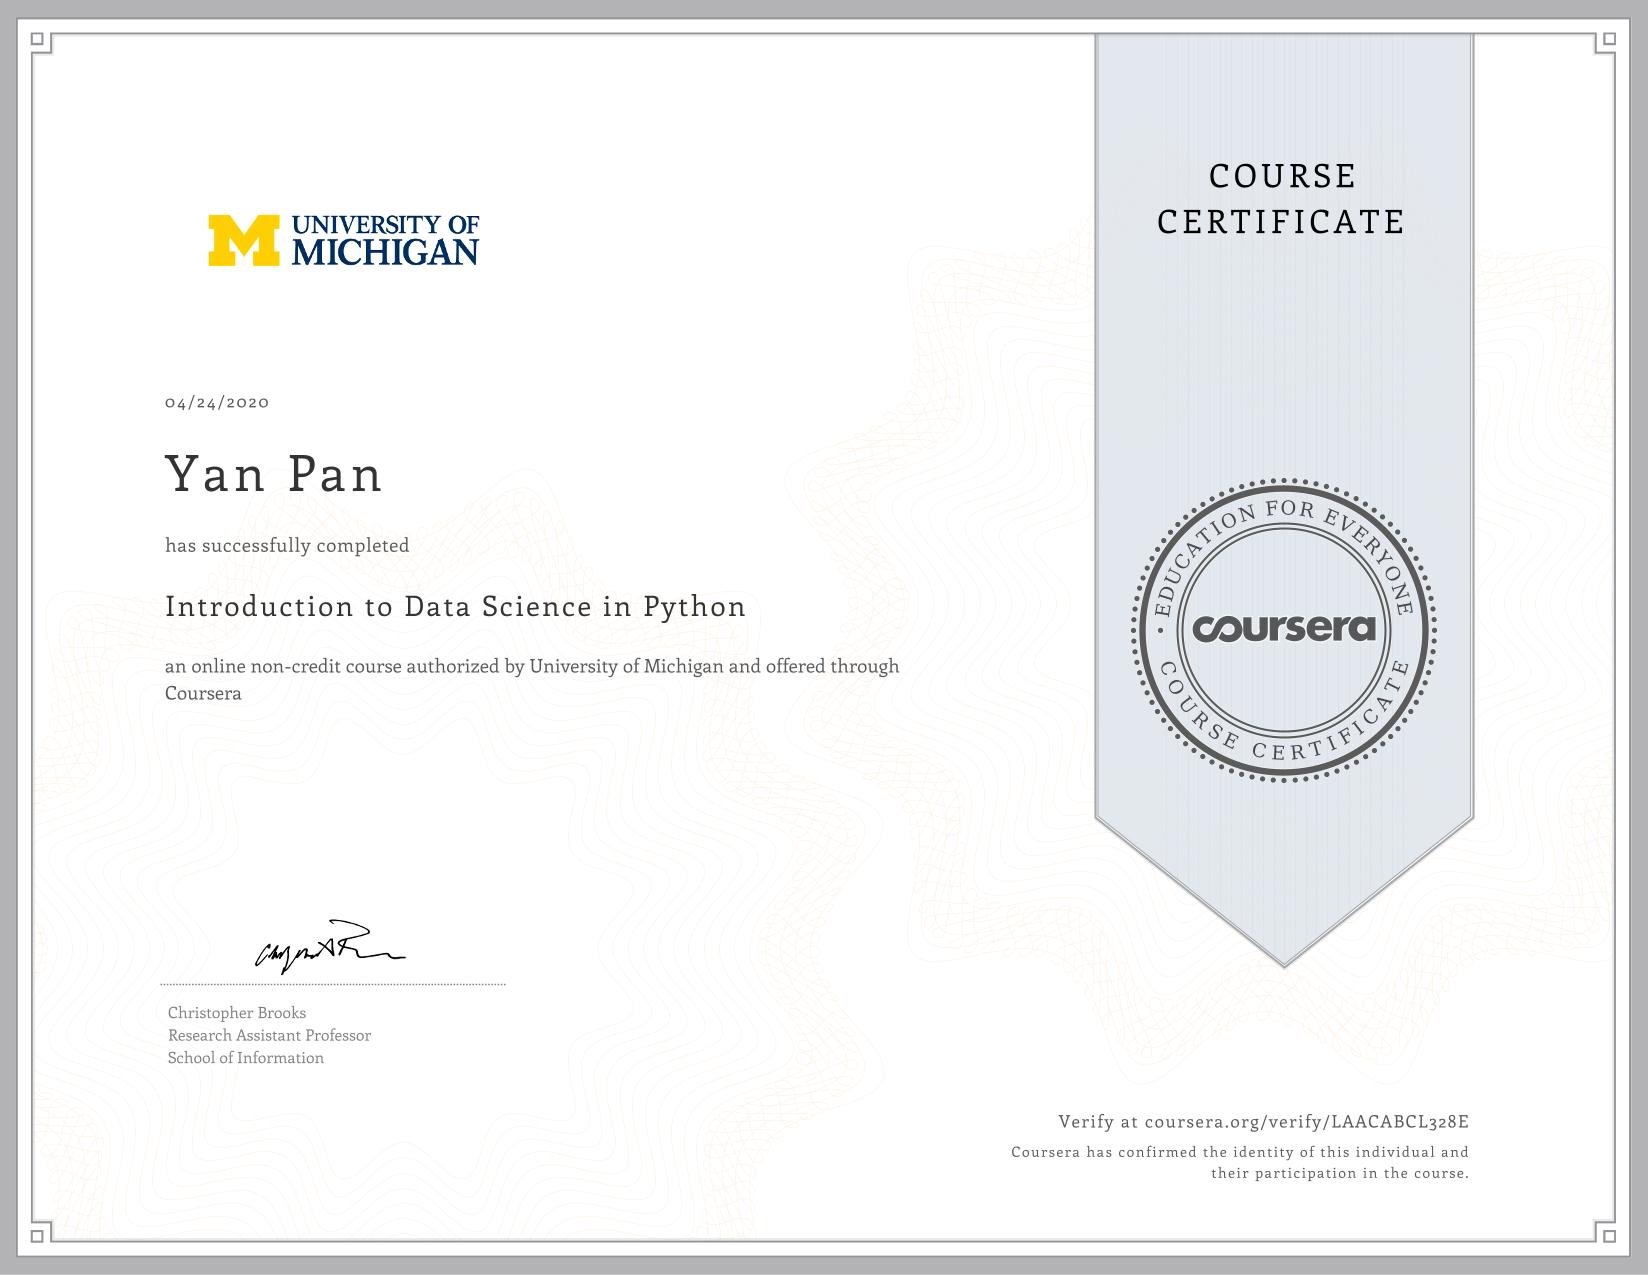 COURSE
CERTIFICATE
UNIVERSITY OF
MICHIGAN
04/24/2020
Yan Pan
has successfully completed
Introduction to Data Science in Python
an online non-credit course authorized by University of Michigan and offered through
Coursera
EDUCATION FOR EVERYONE
coursera
COURSE CERTIFICATE
Christopher Brooks
Research Assistant Professor
School of Information
Verify at coursera.org/verify/LAACABCL328E
Coursera has confirmed the identity of this individual and
their participation in the course.